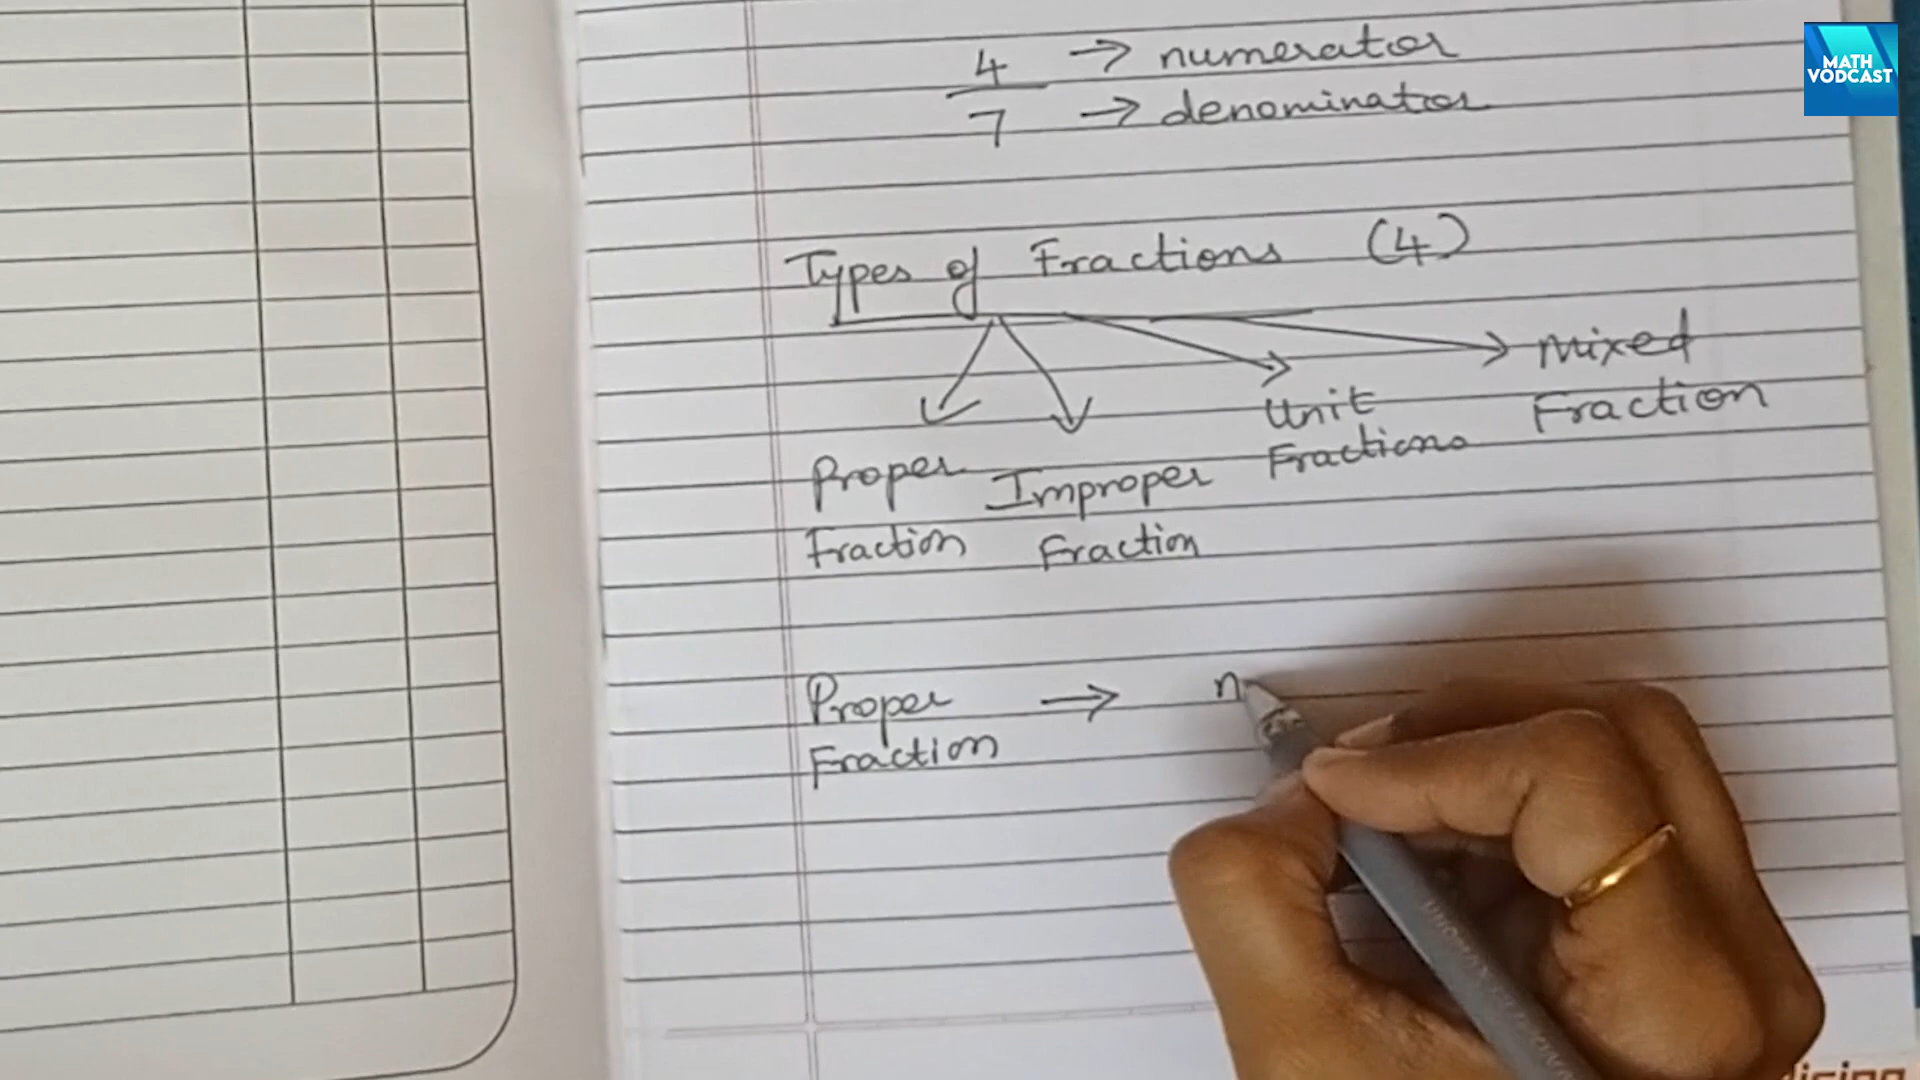 MATH
VODCAST
4 → numerator
7 → denominator
Types of Fractions (4)
Proper Fraction
Improper Fraction
Unit Fractions
Mixed Fraction
Proper → n
Fraction